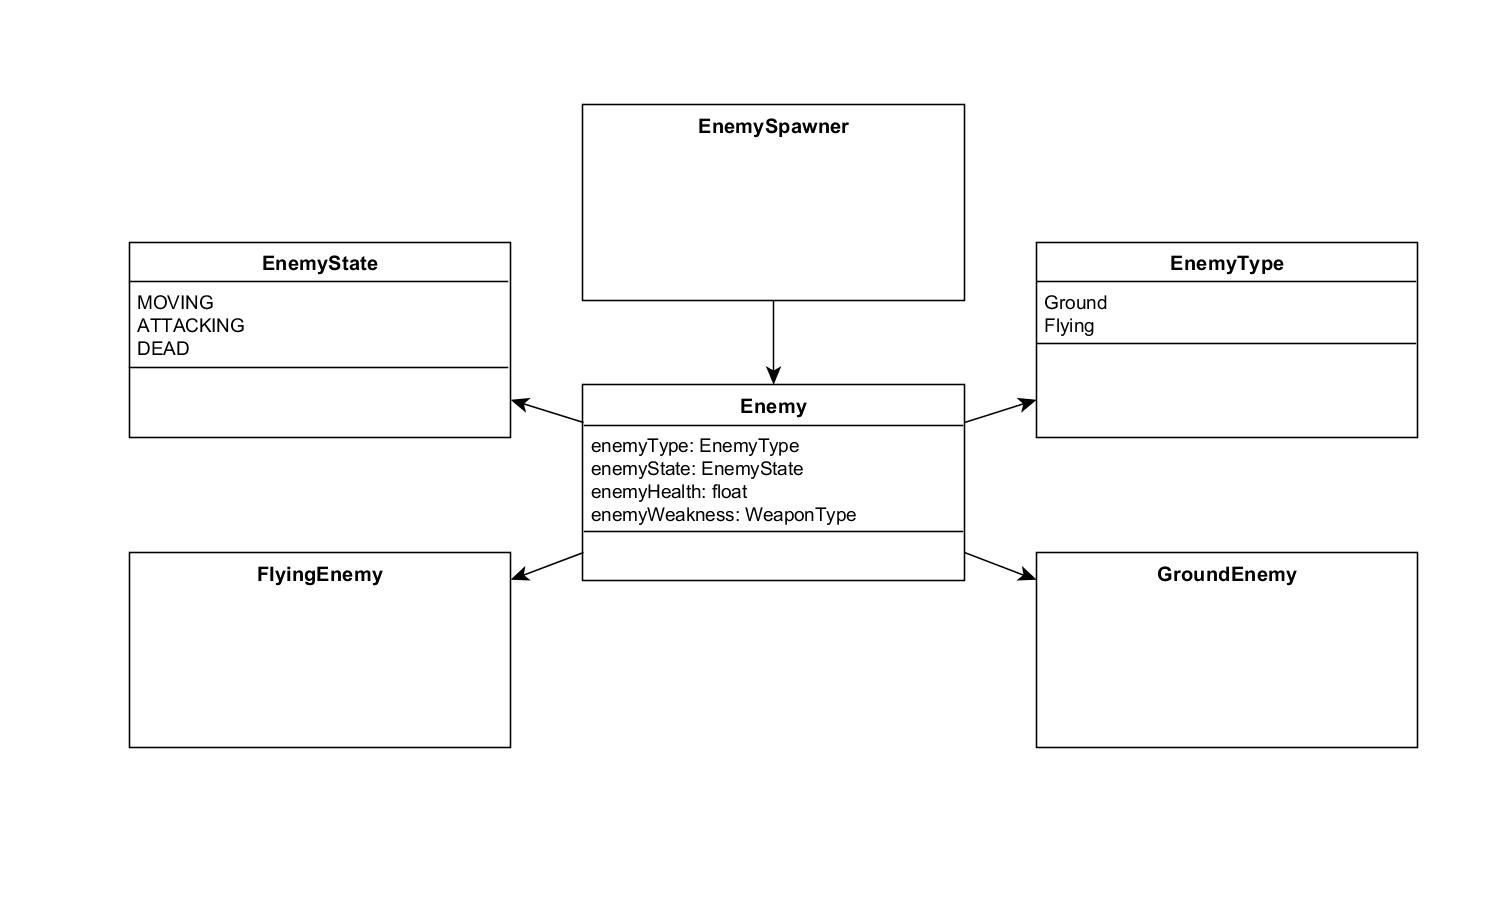 EnemySpawner
EnemyState
MOVING
ATTACKING
DEAD
EnemyType
Ground
Flying
Enemy
enemyType: EnemyType
enemyState: EnemyState
enemyHealth: float
enemyWeakness: WeaponType
FlyingEnemy
GroundEnemy